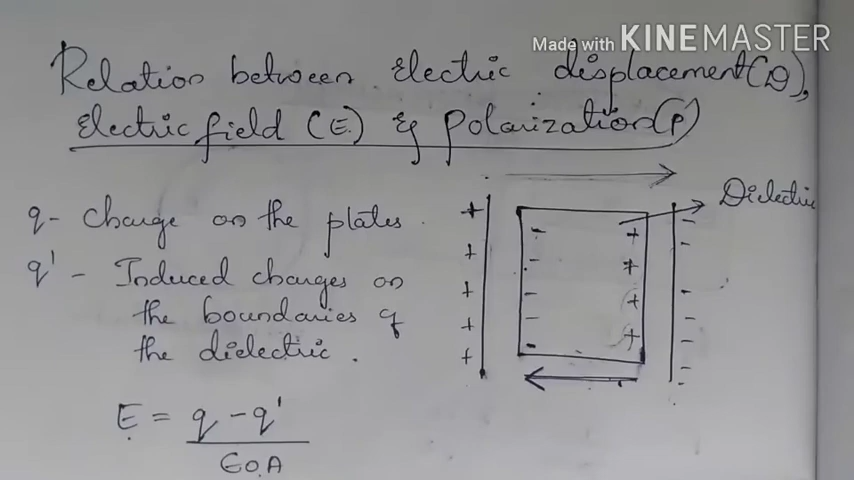 Made with KINEMASTER
Relation between electric displacement(D),
Electric field (E) & Polarization(P)
Dielectric
q - Charge on the plates.
q' - Induced charges on
the boundaries of
the dielectric.
E = q - q'
ϵ0A